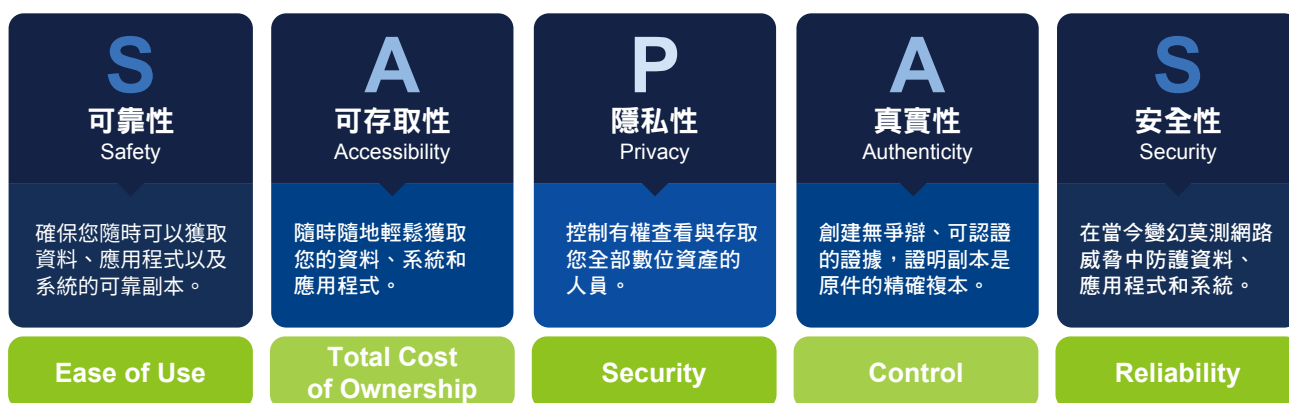 S
可靠性
Safety
確保您隨時可以獲取
資料、應用程式以及
系統的可靠副本。
Ease of Use
A
可存取性
Accessibility
隨時隨地輕鬆獲取
您的資料、系統和
應用程式。
Total Cost
of Ownership
P
隱私性
Privacy
控制有權查看與存取
您全部數位資產的
人員。
Security
A
真實性
Authenticity
創建無爭辯、可認證
的證據，證明副本是
原件的精確複本。
Control
S
安全性
Security
在當今變幻莫測網路
威脅中防護資料、
應用程式和系統。
Reliability